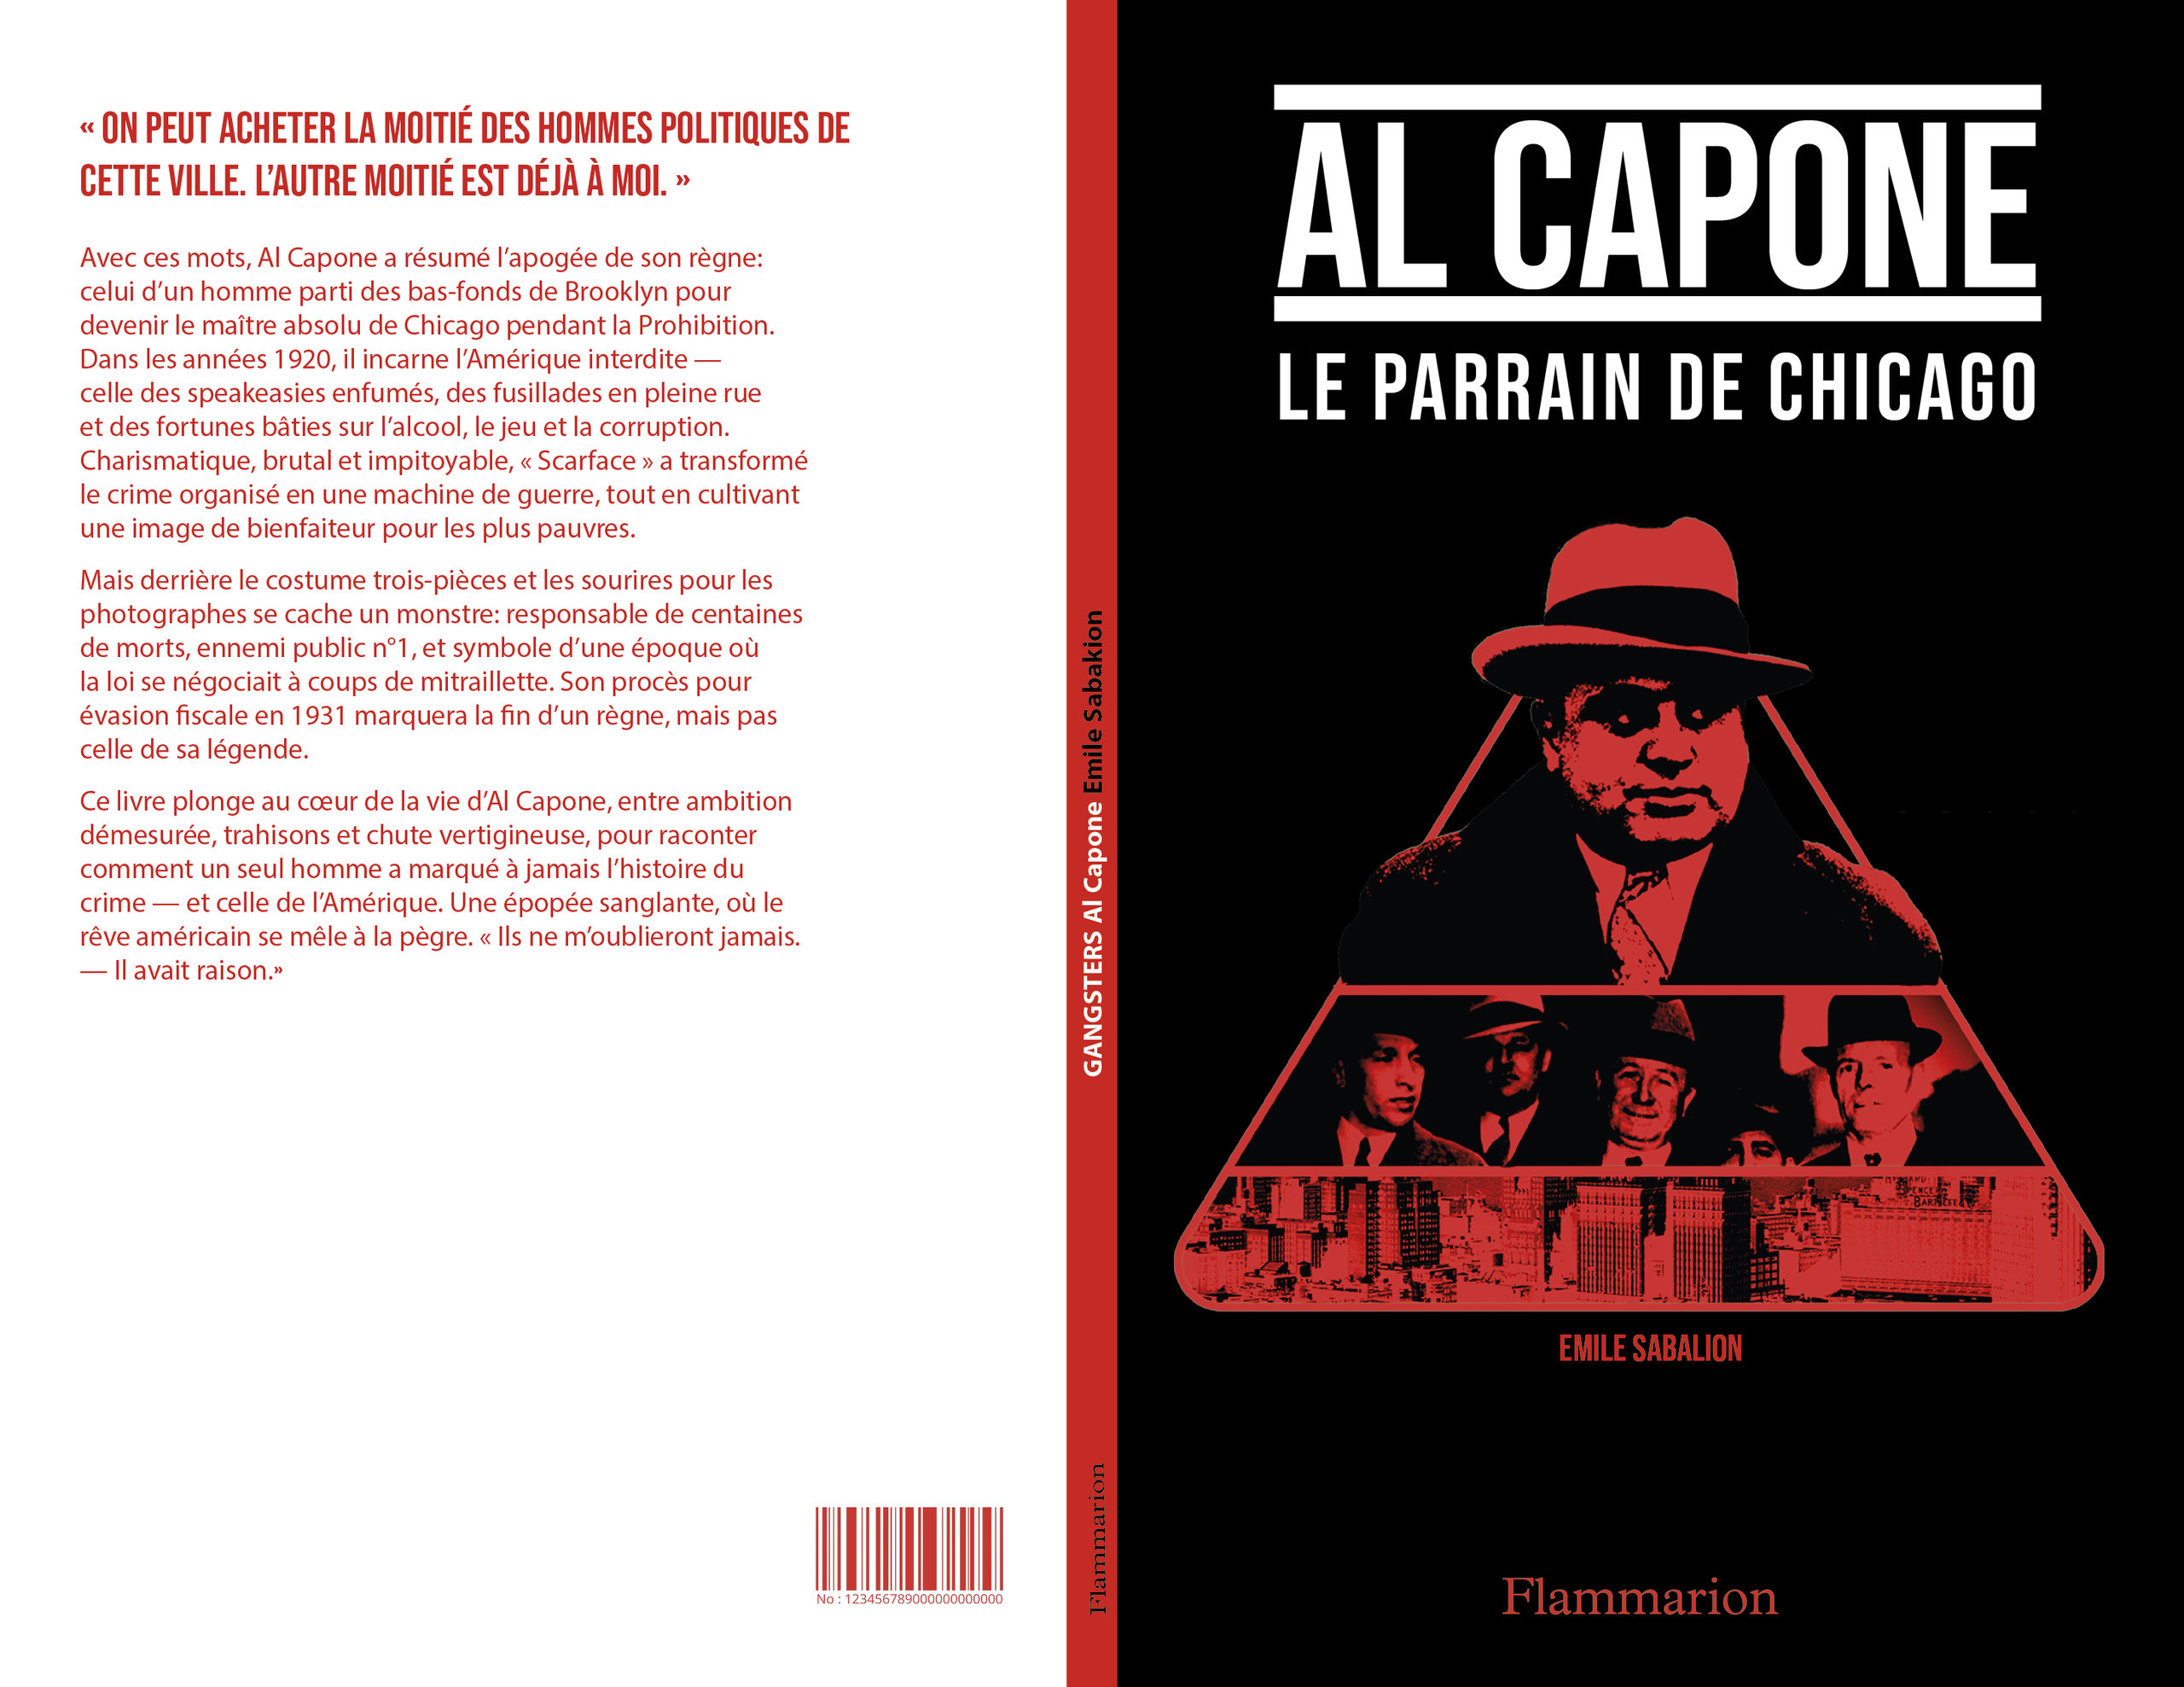 « ON PEUT ACHETER LA MOITIÉ DES HOMMES POLITIQUES DE
CETTE VILLE. L’AUTRE MOITIÉ EST DÉJÀ À MOI. »
Avec ces mots, Al Capone a résumé l’apogée de son règne:
celui d’un homme parti des bas-fonds de Brooklyn pour
devenir le maître absolu de Chicago pendant la Prohibition.
Dans les années 1920, il incarne l’Amérique interdite —
celle des speakeasies enfumés, des fusillades en pleine rue
et des fortunes bâties sur l’alcool, le jeu et la corruption.
Charismatique, brutal et impitoyable, « Scarface » a transformé
le crime organisé en une machine de guerre, tout en cultivant
une image de bienfaiteur pour les plus pauvres.
Mais derrière le costume trois-pièces et les sourires pour les
photographes se cache un monstre: responsable de centaines
de morts, ennemi public n°1, et symbole d’une époque où
la loi se négociait à coups de mitraillette. Son procès pour
évasion fiscale en 1931 marquera la fin d’un règne, mais pas
celle de sa légende.
Ce livre plonge au cœur de la vie d’Al Capone, entre ambition
démesurée, trahisons et chute vertigineuse, pour raconter
comment un seul homme a marqué à jamais l’histoire du
crime — et celle de l’Amérique. Une épopée sanglante, où le
rêve américain se mêle à la pègre. « Ils ne m’oublieront jamais.
— Il avait raison.»
No : 123456789000000000000
GANGSTERS Al Capone Emile Sabakion
Flammarion
AL CAPONE
LE PARRAIN DE CHICAGO
SPENCER
BARTLETT
EMILE SABALION
Flammarion